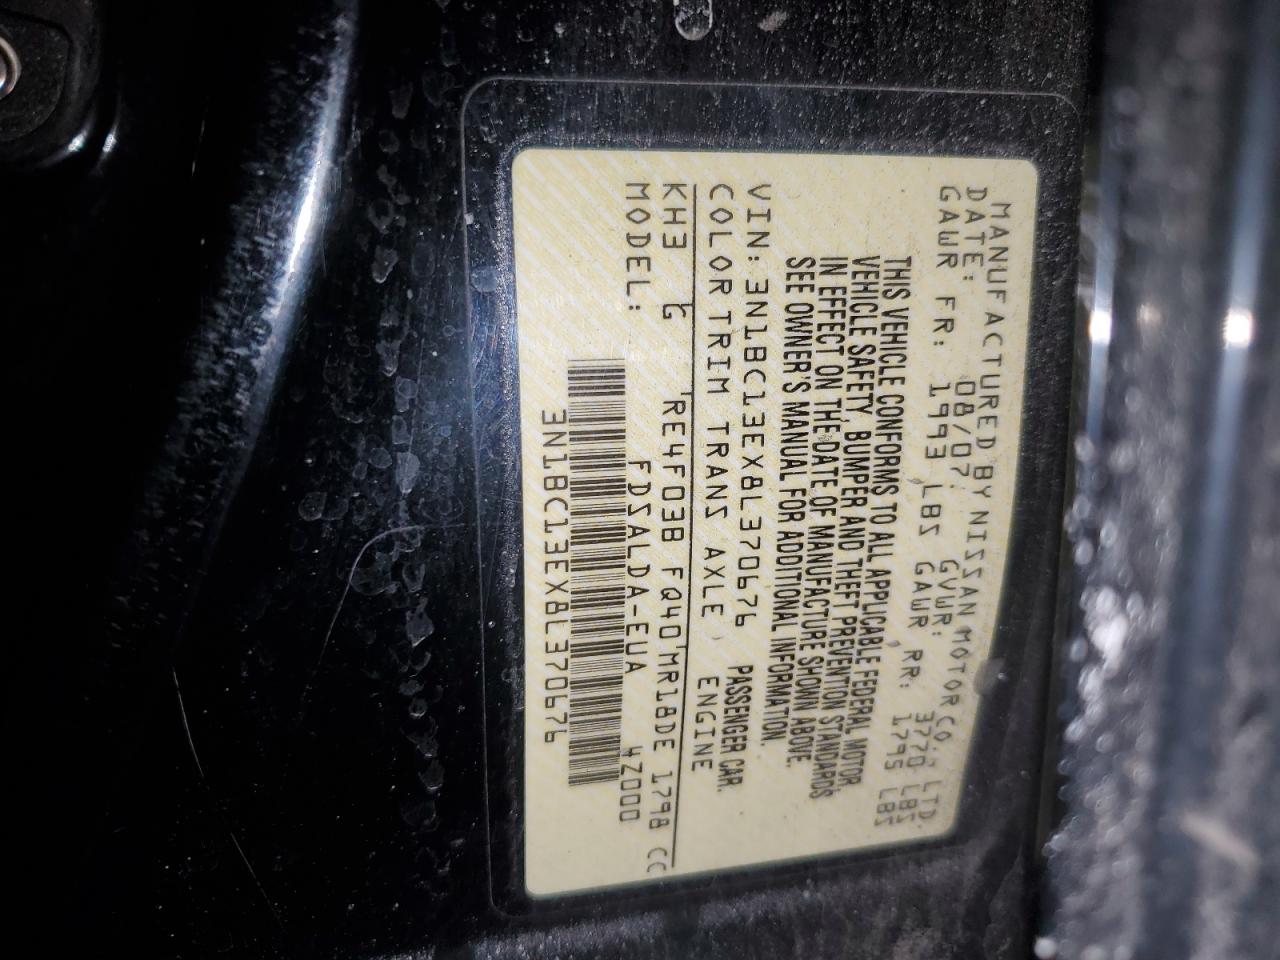 MANUFACTURED BY NISSAN MOTOR CO., LTD.
DATE: 08/07 GVWR: 3770 LBS
GAWR FR: 1993 LBS GAWR RR: 1795 LBS
THIS VEHICLE CONFORMS TO ALL APPLICABLE FEDERAL MOTOR
VEHICLE SAFETY, BUMPER AND THEFT PREVENTION STANDARDS
IN EFFECT ON THE DATE OF MANUFACTURE SHOWN ABOVE.
SEE OWNER'S MANUAL FOR ADDITIONAL INFORMATION.
VIN: 3N1BC13EX8L370676 PASSENGER CAR
COLOR TRIM TRANS AXLE ENGINE
KH3 G RE4F03B FQ40 MR18DE 1798 CC
MODEL: FDSALDA-EUA 4Z000
3N1BC13EX8L370676